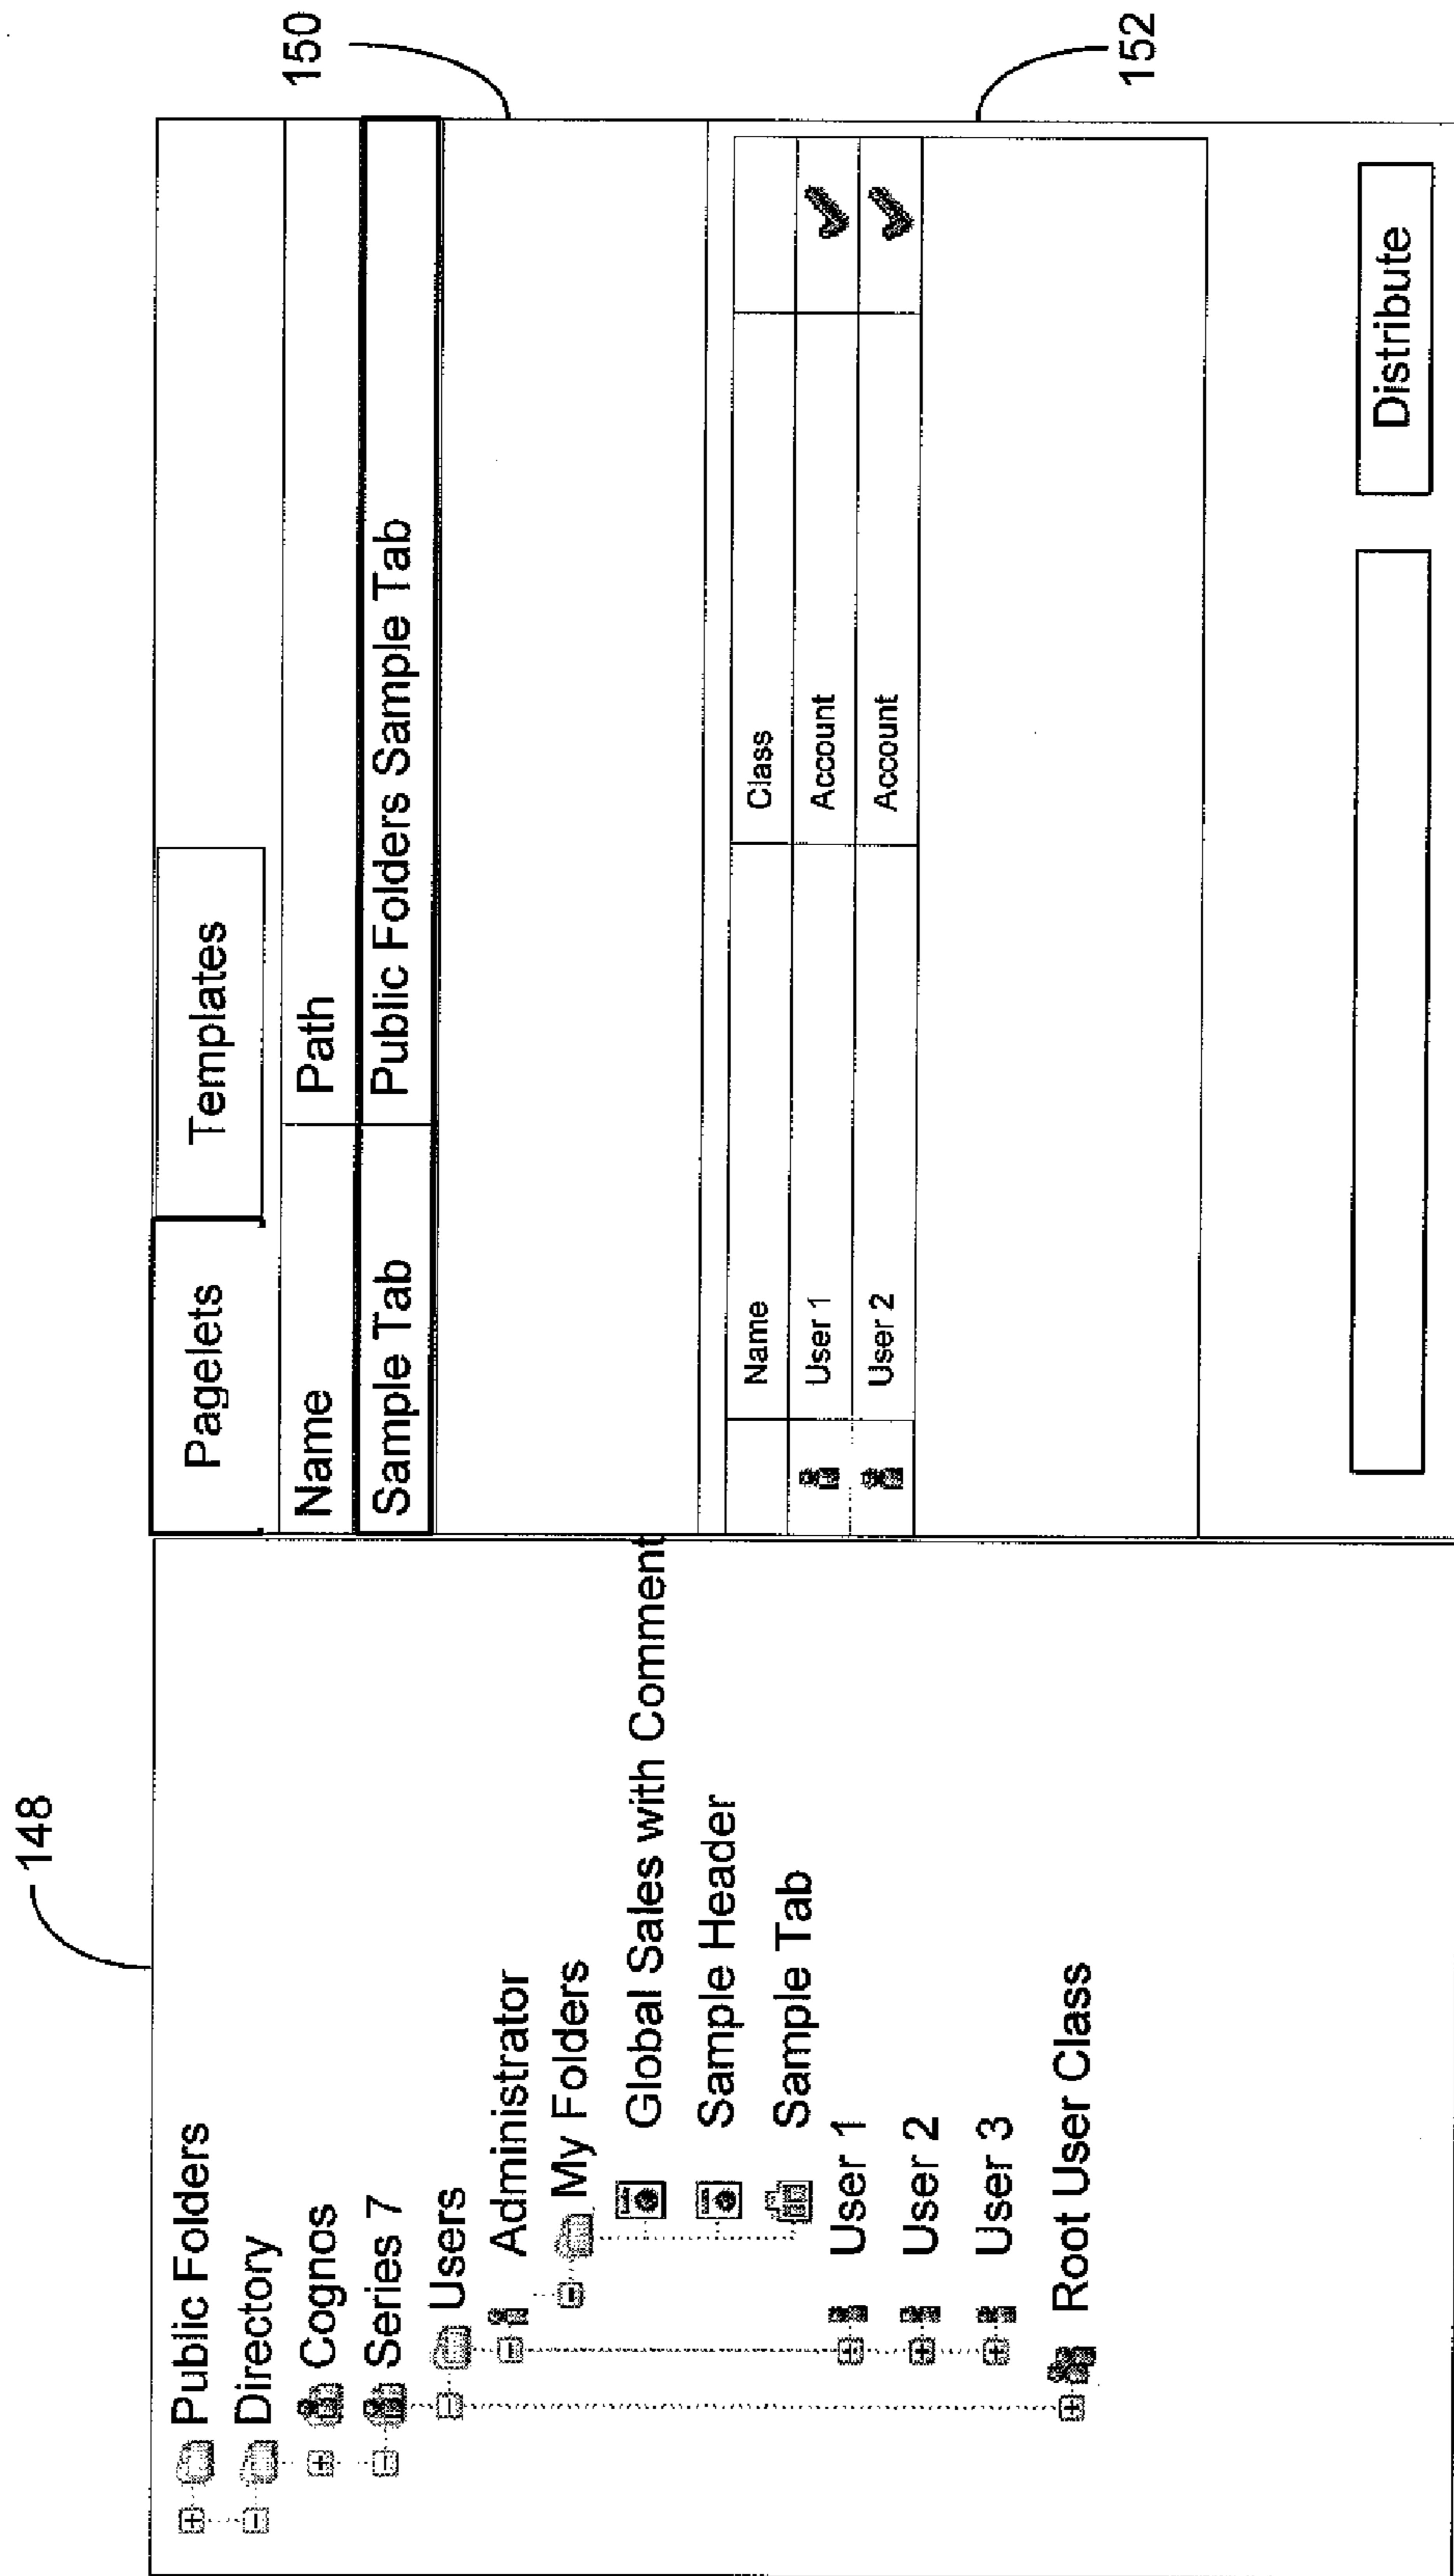 148
Public Folders
Directory
Cognos
Series 7
Users
Administrator
My Folders
Global Sales with Comment
Sample Header
Sample Tab
User 1
User 2
User 3
Root User Class
Pagelets Templates
Name Path
Sample Tab Public Folders Sample Tab
150
Name Class
User 1 Account
User 2 Account
152
Distribute